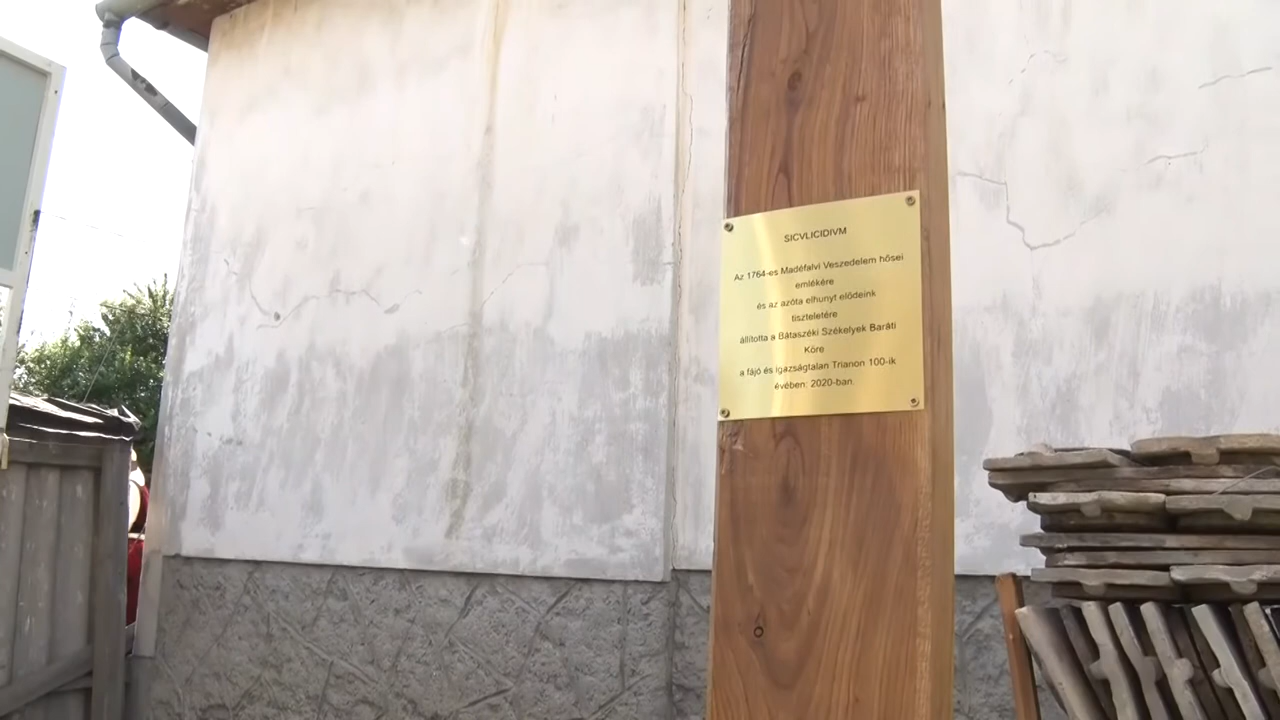 SICVLICIDIVM
Az 1764-es Madéfalvi Veszedelem hősei
emlékére
és az azóta elhunyt elődeink
tiszteletére
állította a Bátaszéki Székelyek Baráti
Köre
a fájó és igazságtalan Trianon 100-ik
évében: 2020-ban.